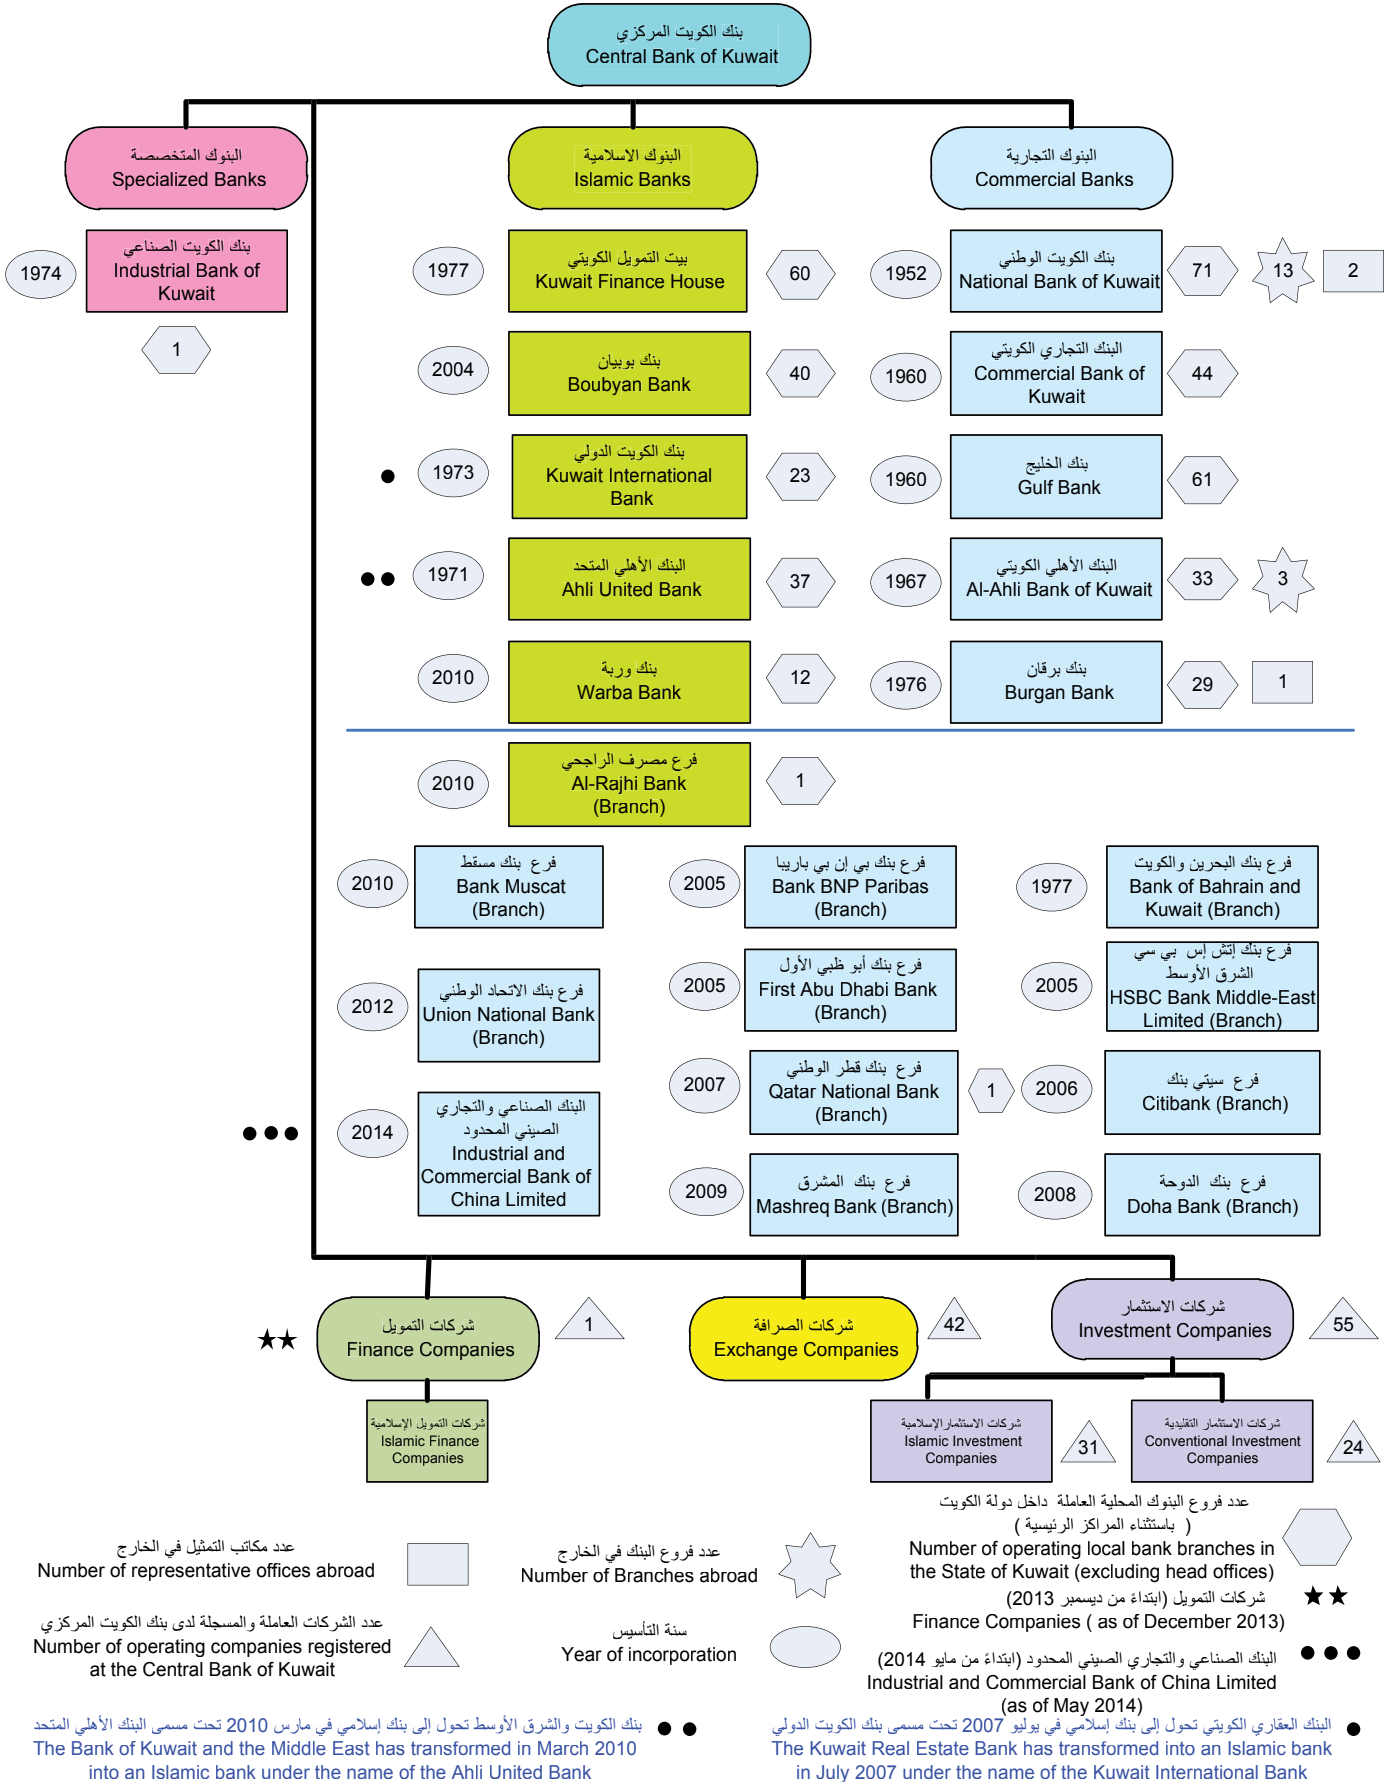 بنك الكويت المركزي
Central Bank of Kuwait
البنوك المتخصصة
Specialized Banks
البنوك الاسلامية
Islamic Banks
البنوك التجارية
Commercial Banks
1974
بنك الكويت الصناعي
Industrial Bank of
Kuwait
1
1977
بيت التمويل الكويتي
Kuwait Finance House
60
1952
بنك الكويت الوطني
National Bank of Kuwait
71
13
2
2004
بنك بوبيان
Boubyan Bank
40
1960
البنك التجاري الكويتي
Commercial Bank of
Kuwait
44
●
1973
بنك الكويت الدولي
Kuwait International
Bank
23
1960
بنك الخليج
Gulf Bank
61
●●
1971
البنك الأهلي المتحد
Ahli United Bank
37
1967
البنك الأهلي الكويتي
Al-Ahli Bank of Kuwait
33
3
2010
بنك وربة
Warba Bank
12
1976
بنك برقان
Burgan Bank
29
1
2010
فرع مصرف الراجحي
Al-Rajhi Bank
(Branch)
1
2010
فرع بنك مسقط
Bank Muscat
(Branch)
2005
فرع بنك بي إن بي باريبا
Bank BNP Paribas
(Branch)
1977
فرع بنك البحرين والكويت
Bank of Bahrain and
Kuwait (Branch)
2012
فرع بنك الاتحاد الوطني
Union National Bank
(Branch)
2005
فرع بنك أبو ظبي الأول
First Abu Dhabi Bank
(Branch)
2005
فرع بنك إتش إس بي سي
الشرق الأوسط
HSBC Bank Middle-East
Limited (Branch)
2007
فرع بنك قطر الوطني
Qatar National Bank
(Branch)
1
2006
فرع سيتي بنك
Citibank (Branch)
●●●
2014
البنك الصناعي والتجاري
الصيني المحدود
Industrial and
Commercial Bank of
China Limited
2009
فرع بنك المشرق
Mashreq Bank (Branch)
2008
فرع بنك الدوحة
Doha Bank (Branch)
★★
شركات التمويل
Finance Companies
1
شركات الصرافة
Exchange Companies
42
شركات الاستثمار
Investment Companies
55
شركات التمويل الإسلامية
Islamic Finance
Companies
شركات الاستثمار الإسلامية
Islamic Investment
Companies
31
شركات الاستثمار التقليدية
Conventional Investment
Companies
24
عدد فروع البنوك المحلية العاملة داخل دولة الكويت
( باستثناء المراكز الرئيسية )
Number of operating local bank branches in
the State of Kuwait (excluding head offices)
عدد فروع البنك في الخارج
Number of Branches abroad
عدد مكاتب التمثيل في الخارج
Number of representative offices abroad
شركات التمويل (ابتداءً من ديسمبر 2013) ★★
Finance Companies ( as of December 2013)
عدد الشركات العاملة والمسجلة لدى بنك الكويت المركزي
Number of operating companies registered
at the Central Bank of Kuwait
سنة التأسيس
Year of incorporation
البنك الصناعي والتجاري الصيني المحدود (ابتداءً من مايو 2014) ●●●
Industrial and Commercial Bank of China Limited
(as of May 2014)
بنك الكويت والشرق الأوسط تحول إلى بنك إسلامي في مارس 2010 تحت مسمى البنك الأهلي المتحد ●●
The Bank of Kuwait and the Middle East has transformed in March 2010
into an Islamic bank under the name of the Ahli United Bank
البنك العقاري الكويتي تحول إلى بنك إسلامي في يوليو 2007 تحت مسمى بنك الكويت الدولي ●
The Kuwait Real Estate Bank has transformed into an Islamic bank
in July 2007 under the name of the Kuwait International Bank